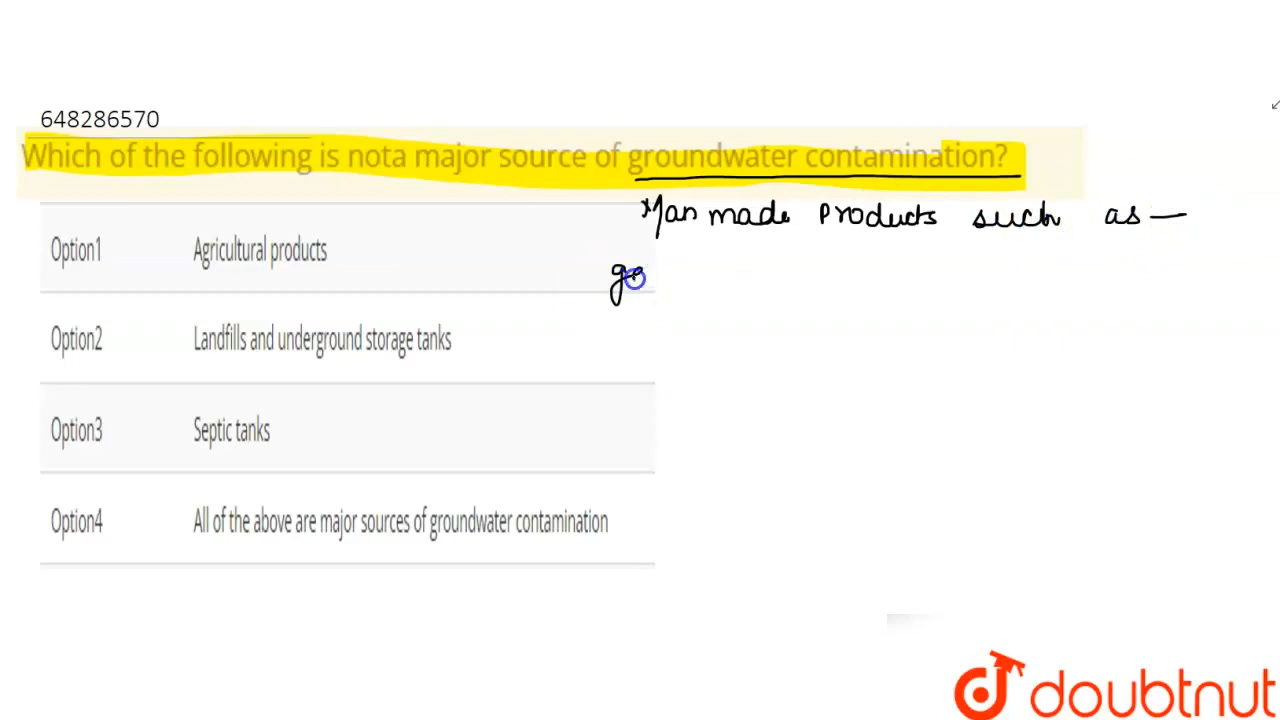 648286570
Which of the following is nota major source of groundwater contamination?
Man made Products such as —
Option1 Agricultural products
go
Option2 Landfills and underground storage tanks
Option3 Septic tanks
Option4 All of the above are major sources of groundwater contamination
doubtnut